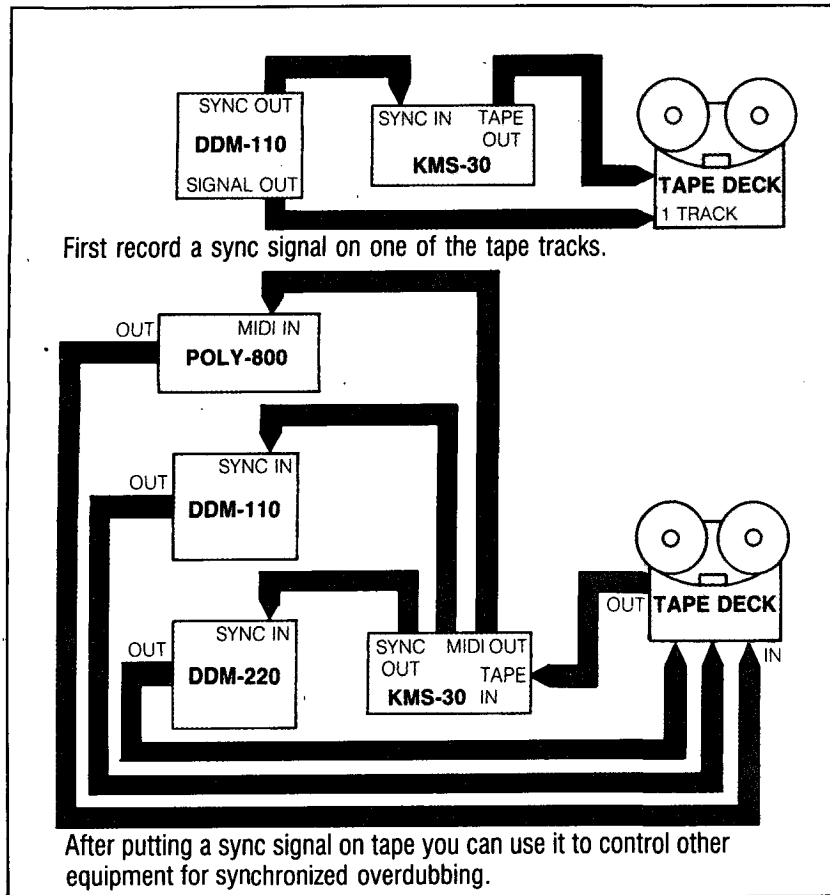 SYNC OUT
DDM-110
SIGNAL OUT
SYNC IN
TAPE
OUT
KMS-30
TAPE DECK
1 TRACK
First record a sync signal on one of the tape tracks.
OUT
MIDI IN
POLY-800
OUT
SYNC IN
DDM-110
OUT
SYNC IN
DDM-220
SYNC
OUT
MIDI OUT
TAPE
IN
KMS-30
OUT
TAPE DECK
IN
After putting a sync signal on tape you can use it to control other
equipment for synchronized overdubbing.